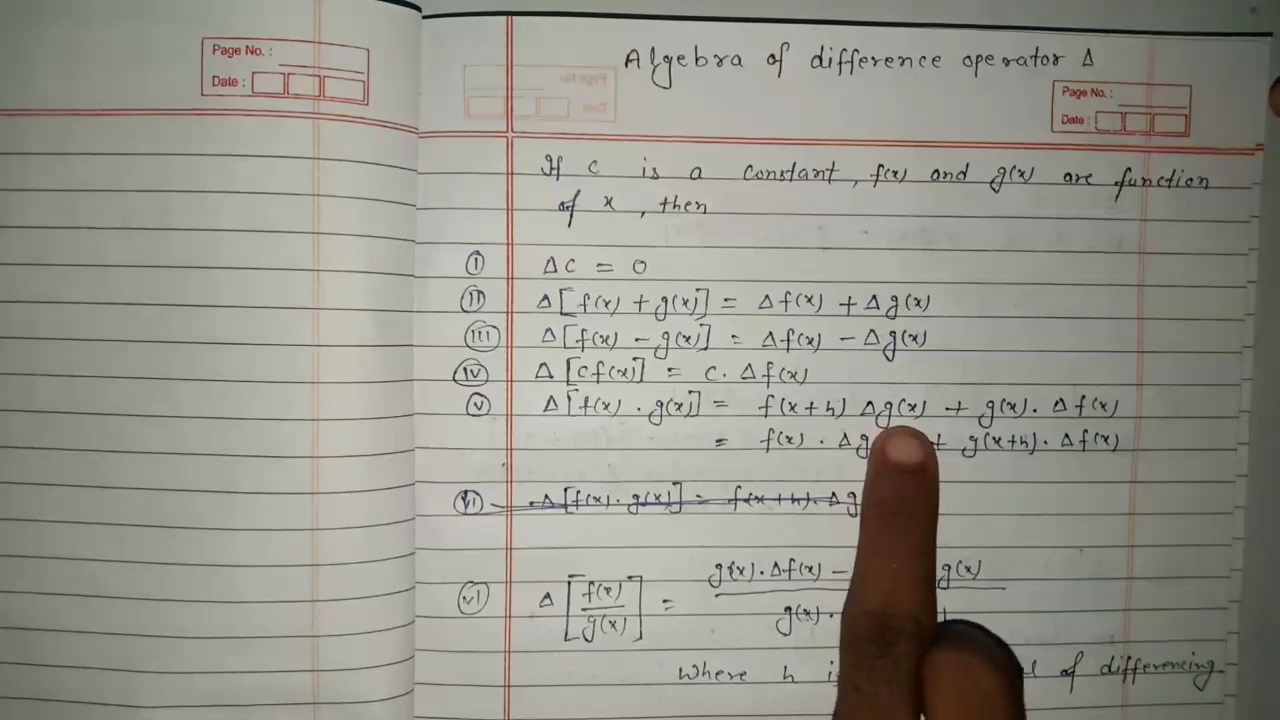 Page No. :
Date :
Algebra of difference operator Δ
Page No. :
Date :
If c is a constant, f(x) and g(x) are function
of x, then
(I) ΔC = 0
(II) Δ[f(x) + g(x)] = Δf(x) + Δg(x)
(III) Δ[f(x) - g(x)] = Δf(x) - Δg(x)
(IV) Δ[cf(x)] = c. Δf(x)
(V) Δ[f(x) . g(x)] = f(x+h) Δg(x) + g(x). Δf(x)
= f(x) . Δg + g(x+h). Δf(x)
(VI) Δ[f(x). g(x)] = f(x+h). Δg
(VI) Δ[f(x)/g(x)] = g(x).Δf(x) - g(x)
g(x).
Where h of differencing